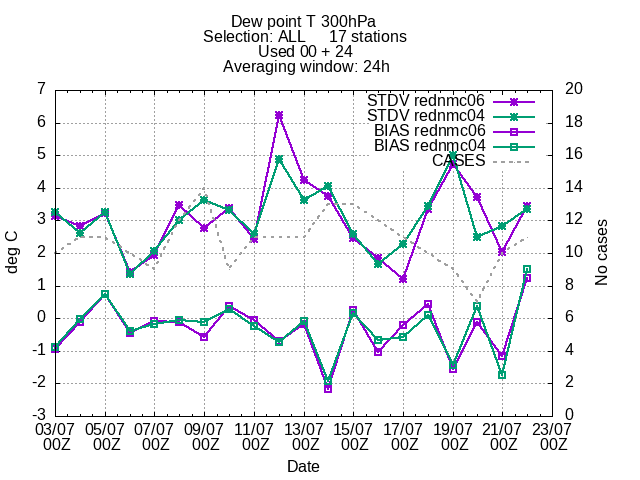 Dew point T 300hPa
Selection: ALL 17 stations
Used 00 + 24
Averaging window: 24h
STDV rednmc06
STDV rednmc04
BIAS rednmc06
BIAS rednmc04
CASES
deg C
7
6
5
4
3
2
1
0
-1
-2
-3
No cases
20
18
16
14
12
10
8
6
4
2
0
03/07 05/07 07/07 09/07 11/07 13/07 15/07 17/07 19/07 21/07 23/07
00Z 00Z 00Z 00Z 00Z 00Z 00Z 00Z 00Z 00Z 00Z
Date